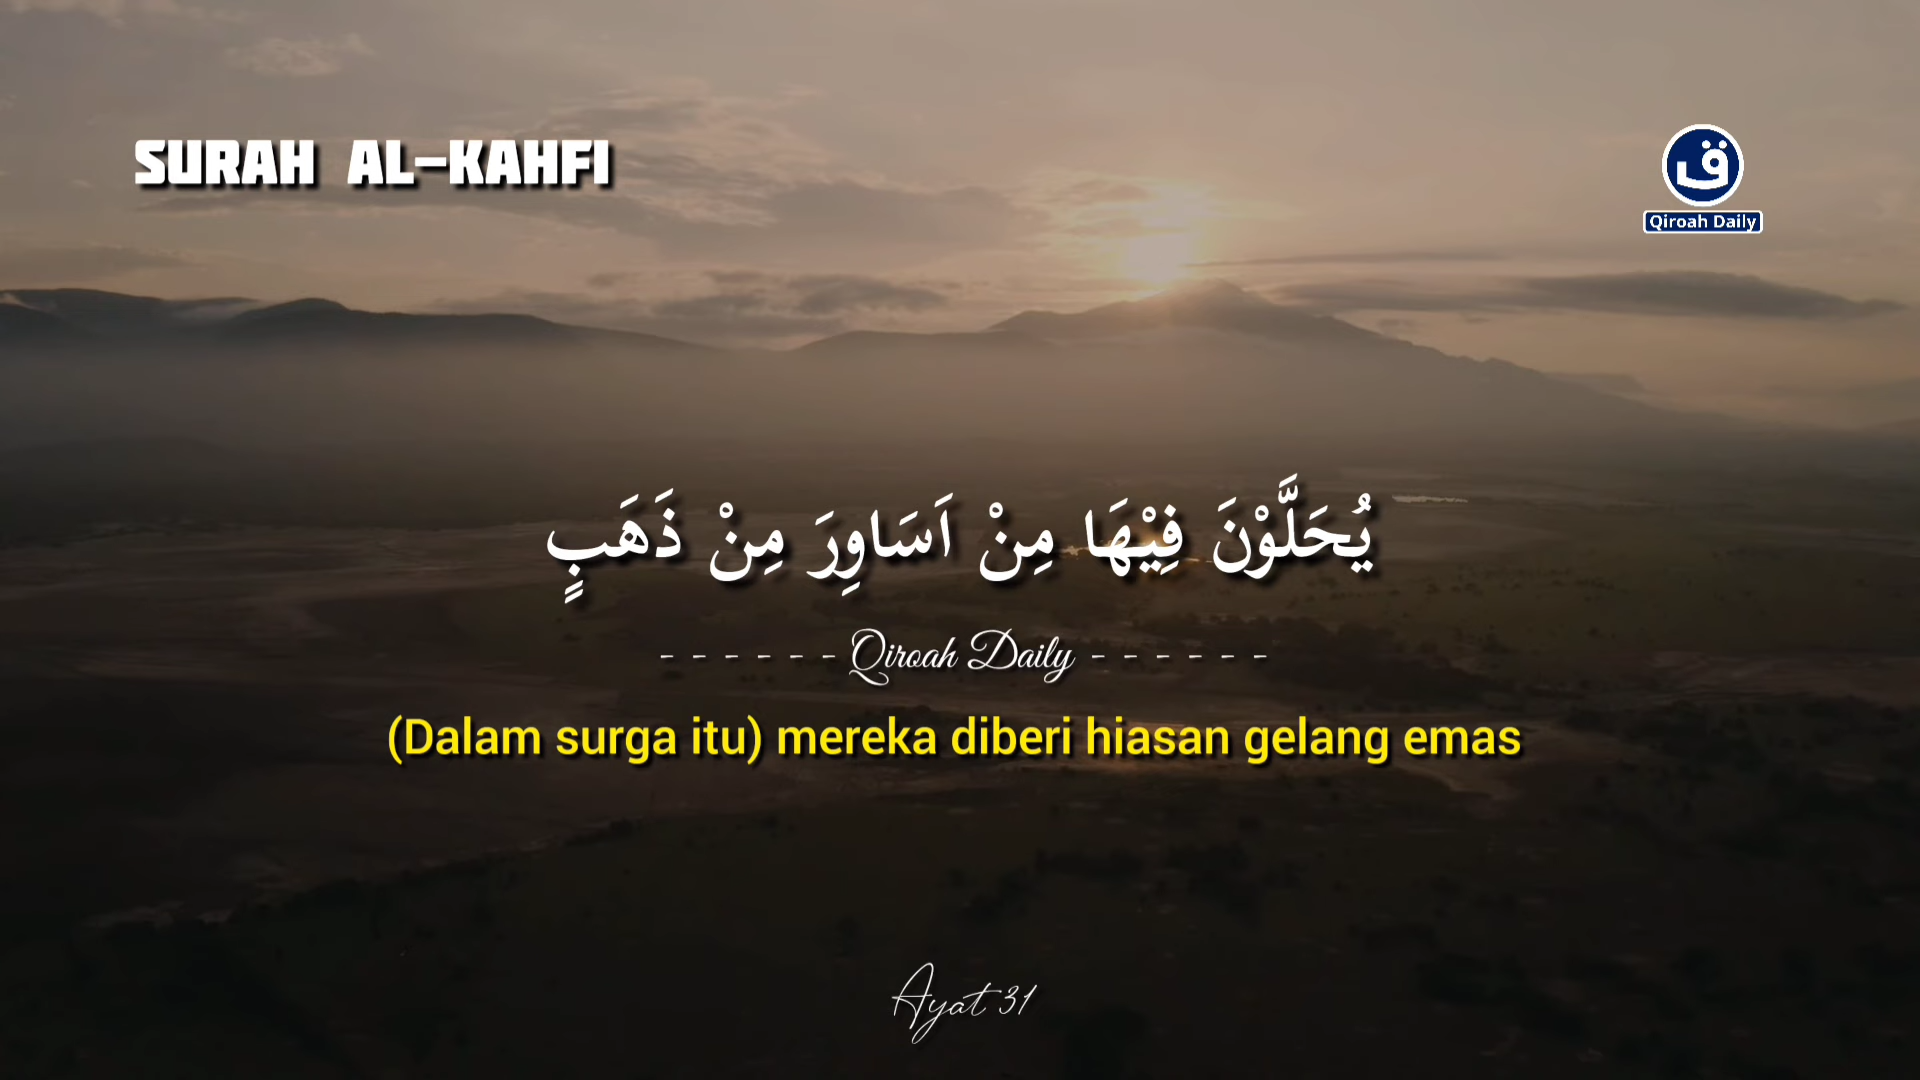 SURAH AL-KAHFI
ق
Qiroah Daily
يُحَلَّوْنَ فِيْهَا مِنْ اَسَاوِرَ مِنْ ذَهَبٍ
- - - - - - Qiroah Daily - - - - - -
(Dalam surga itu) mereka diberi hiasan gelang emas
Ayat 31